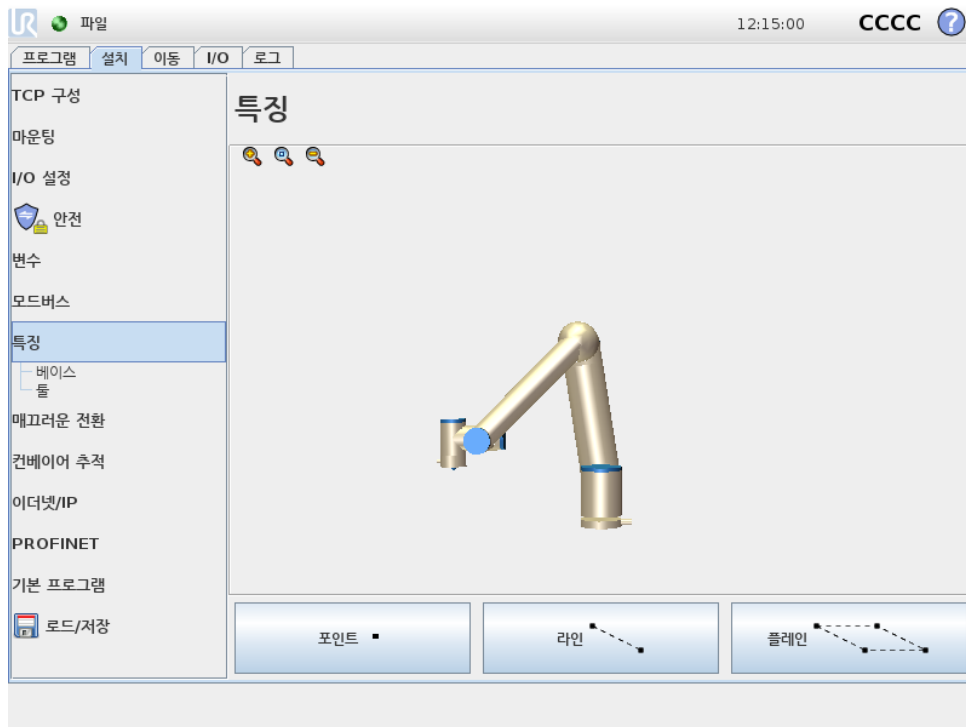 UR 파일 12:15:00 CCCC ?
프로그램 설치 이동 I/O 로그
TCP 구성
마운팅
I/O 설정
안전
변수
모드버스
특징
베이스
툴
매끄러운 전환
컨베이어 추적
이더넷/IP
PROFINET
기본 프로그램
로드/저장
특징
포인트
라인
플레인